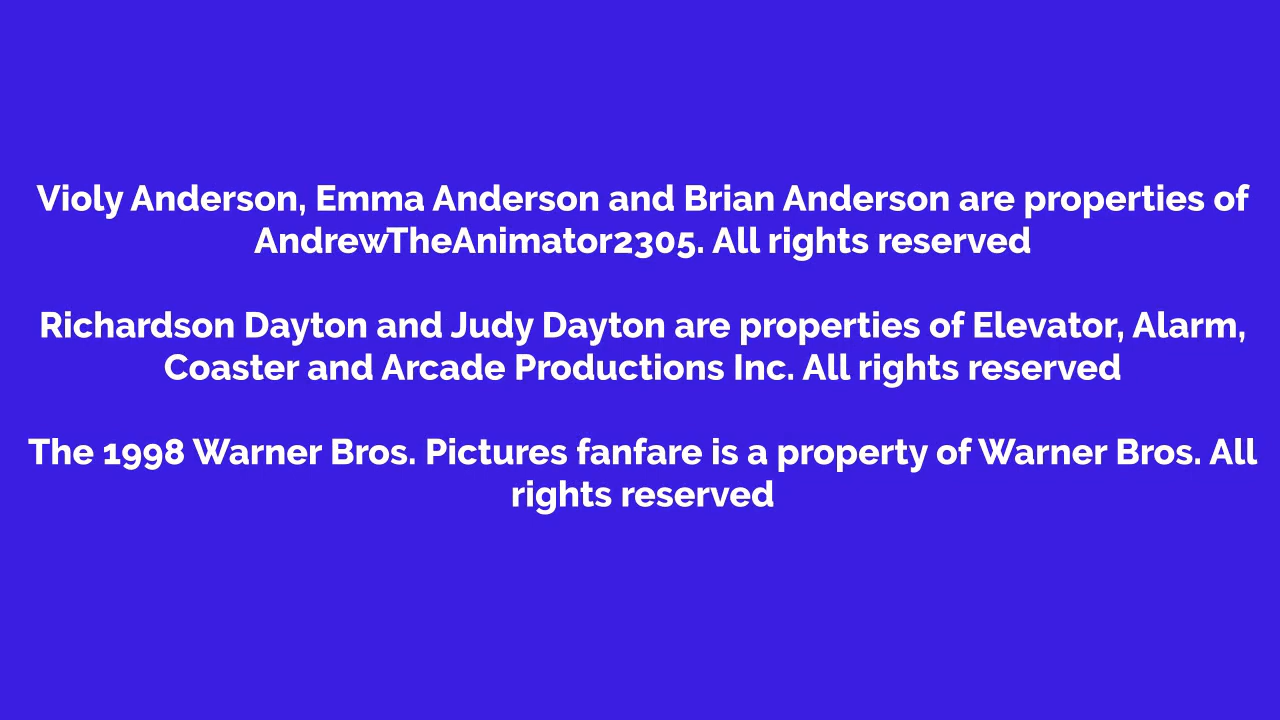 Violy Anderson, Emma Anderson and Brian Anderson are properties of
AndrewTheAnimator2305. All rights reserved
Richardson Dayton and Judy Dayton are properties of Elevator, Alarm,
Coaster and Arcade Productions Inc. All rights reserved
The 1998 Warner Bros. Pictures fanfare is a property of Warner Bros. All
rights reserved